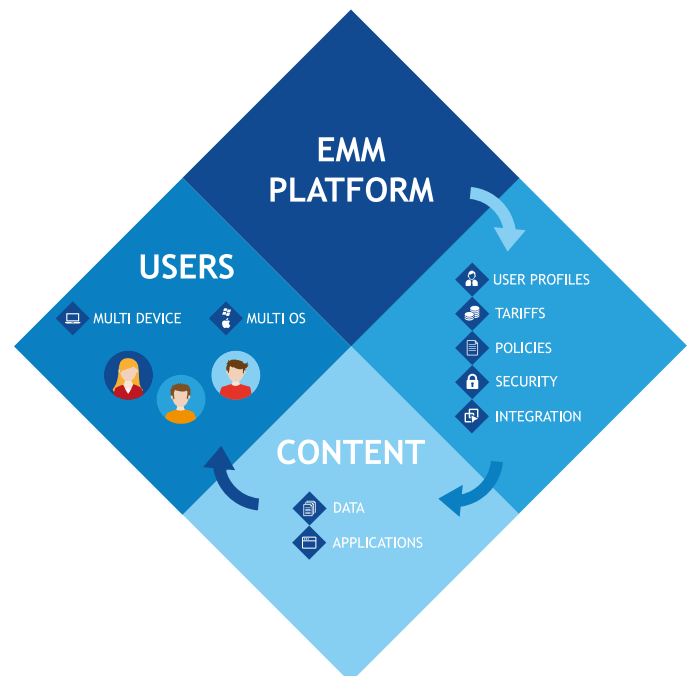 EMM
PLATFORM
USER PROFILES
TARIFFS
POLICIES
SECURITY
INTEGRATION
CONTENT
DATA
APPLICATIONS
USERS
MULTI DEVICE
MULTI OS